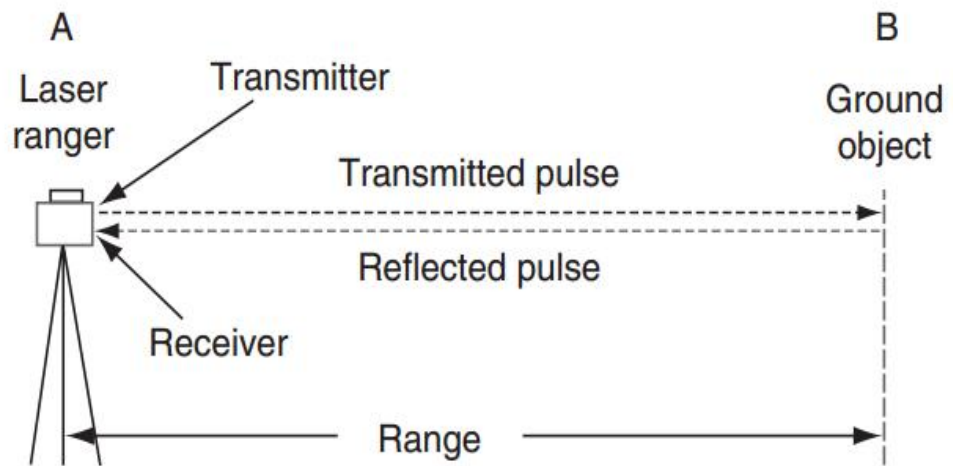 A
B
Laser
ranger
Transmitter
Ground
object
Transmitted pulse
Reflected pulse
Receiver
Range